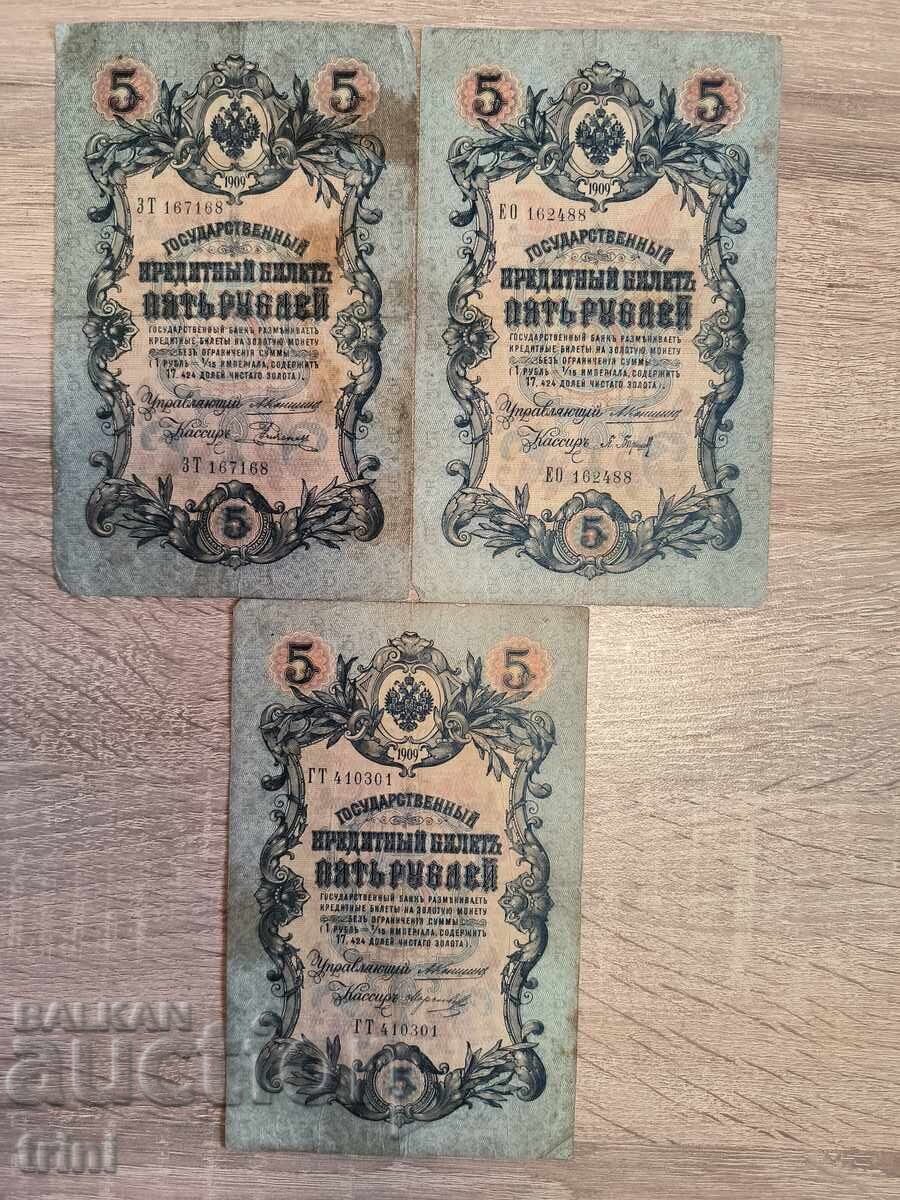 5 5
1909
ЗТ 167168
ГОСУДАРСТВЕННЫЙ
КРЕДИТНЫЙ БИЛЕТЪ
ПЯТЬ РУБЛЕЙ
ГОСУДАРСТВЕННЫЙ БАНКЪ РАЗМѢНИВАЕТЪ
КРЕДИТНЫЕ БИЛЕТЫ НА ЗОЛОТУЮ МОНЕТУ
БЕЗЪ ОГРАНИЧЕНІЯ СУММЫ
(1 РУБЛЬ = 1/15 ИМПЕРІАЛА, СОДЕРЖИТЪ
17,424 ДОЛЕЙ ЧИСТАГО ЗОЛОТА).
Управляющій
Кассиръ
ЗТ 167168
5
5 5
1909
ЕО 162488
ГОСУДАРСТВЕННЫЙ
КРЕДИТНЫЙ БИЛЕТЪ
ПЯТЬ РУБЛЕЙ
ГОСУДАРСТВЕННЫЙ БАНКЪ РАЗМѢНИВАЕТЪ
КРЕДИТНЫЕ БИЛЕТЫ НА ЗОЛОТУЮ МОНЕТУ
БЕЗЪ ОГРАНИЧЕНІЯ СУММЫ
(1 РУБЛЬ = 1/15 ИМПЕРІАЛА, СОДЕРЖИТЪ
17,424 ДОЛЕЙ ЧИСТАГО ЗОЛОТА).
Управляющій
Кассиръ
ЕО 162488
5
5 5
1909
ГТ 410301
ГОСУДАРСТВЕННЫЙ
КРЕДИТНЫЙ БИЛЕТЪ
ПЯТЬ РУБЛЕЙ
ГОСУДАРСТВЕННЫЙ БАНКЪ РАЗМѢНИВАЕТЪ
КРЕДИТНЫЕ БИЛЕТЫ НА ЗОЛОТУЮ МОНЕТУ
БЕЗЪ ОГРАНИЧЕНІЯ СУММЫ
(1 РУБЛЬ = 1/15 ИМПЕРІАЛА, СОДЕРЖИТЪ
17,424 ДОЛЕЙ ЧИСТАГО ЗОЛОТА).
Управляющій
Кассиръ
ГТ 410301
5
BALKAN
auction
trini